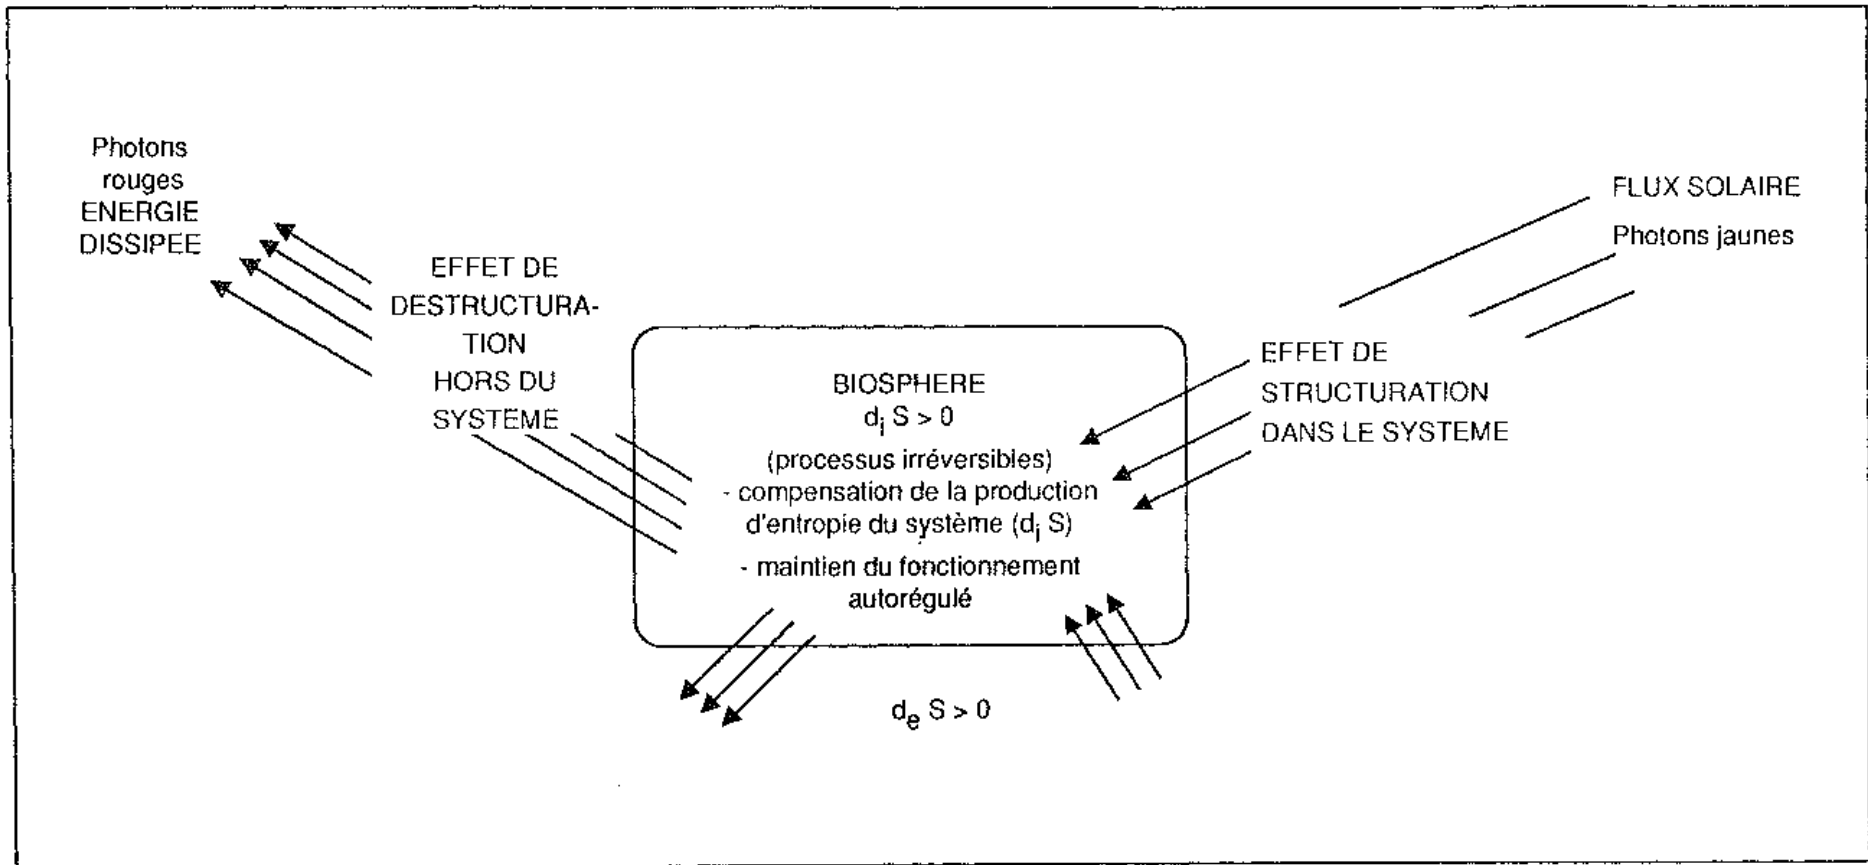 Photons
rouges
ENERGIE
DISSIPEE
EFFET DE
DESTRUCTURA-
TION
HORS DU
SYSTEME
BIOSPHERE
d_i S > 0
(processus irréversibles)
- compensation de la production
d'entropie du système (d_i S)
- maintien du fonctionnement
autorégulé
d_e S > 0
FLUX SOLAIRE
Photons jaunes
EFFET DE
STRUCTURATION
DANS LE SYSTEME